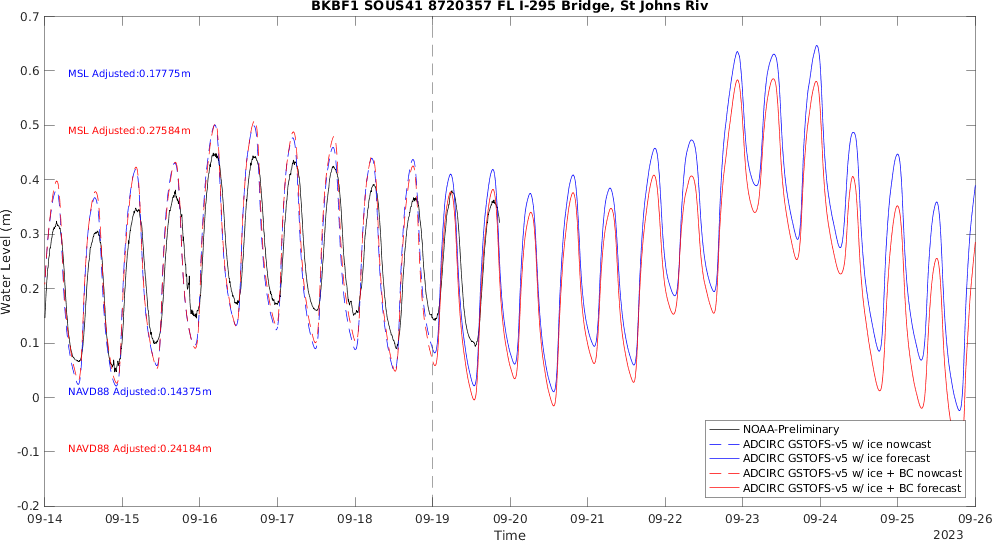 BKBF1 SOUS41 8720357 FL I-295 Bridge, St Johns Riv
0.7
0.6
0.5
0.4
0.3
0.2
0.1
0
-0.1
-0.2
Water Level (m)
MSL Adjusted:0.17775m
MSL Adjusted:0.27584m
NAVD88 Adjusted:0.14375m
NAVD88 Adjusted:0.24184m
NOAA-Preliminary
ADCIRC GSTOFS-v5 w/ ice nowcast
ADCIRC GSTOFS-v5 w/ ice forecast
ADCIRC GSTOFS-v5 w/ ice + BC nowcast
ADCIRC GSTOFS-v5 w/ ice + BC forecast
09-14 09-15 09-16 09-17 09-18 09-19 09-20 09-21 09-22 09-23 09-24 09-25 09-26
Time
2023